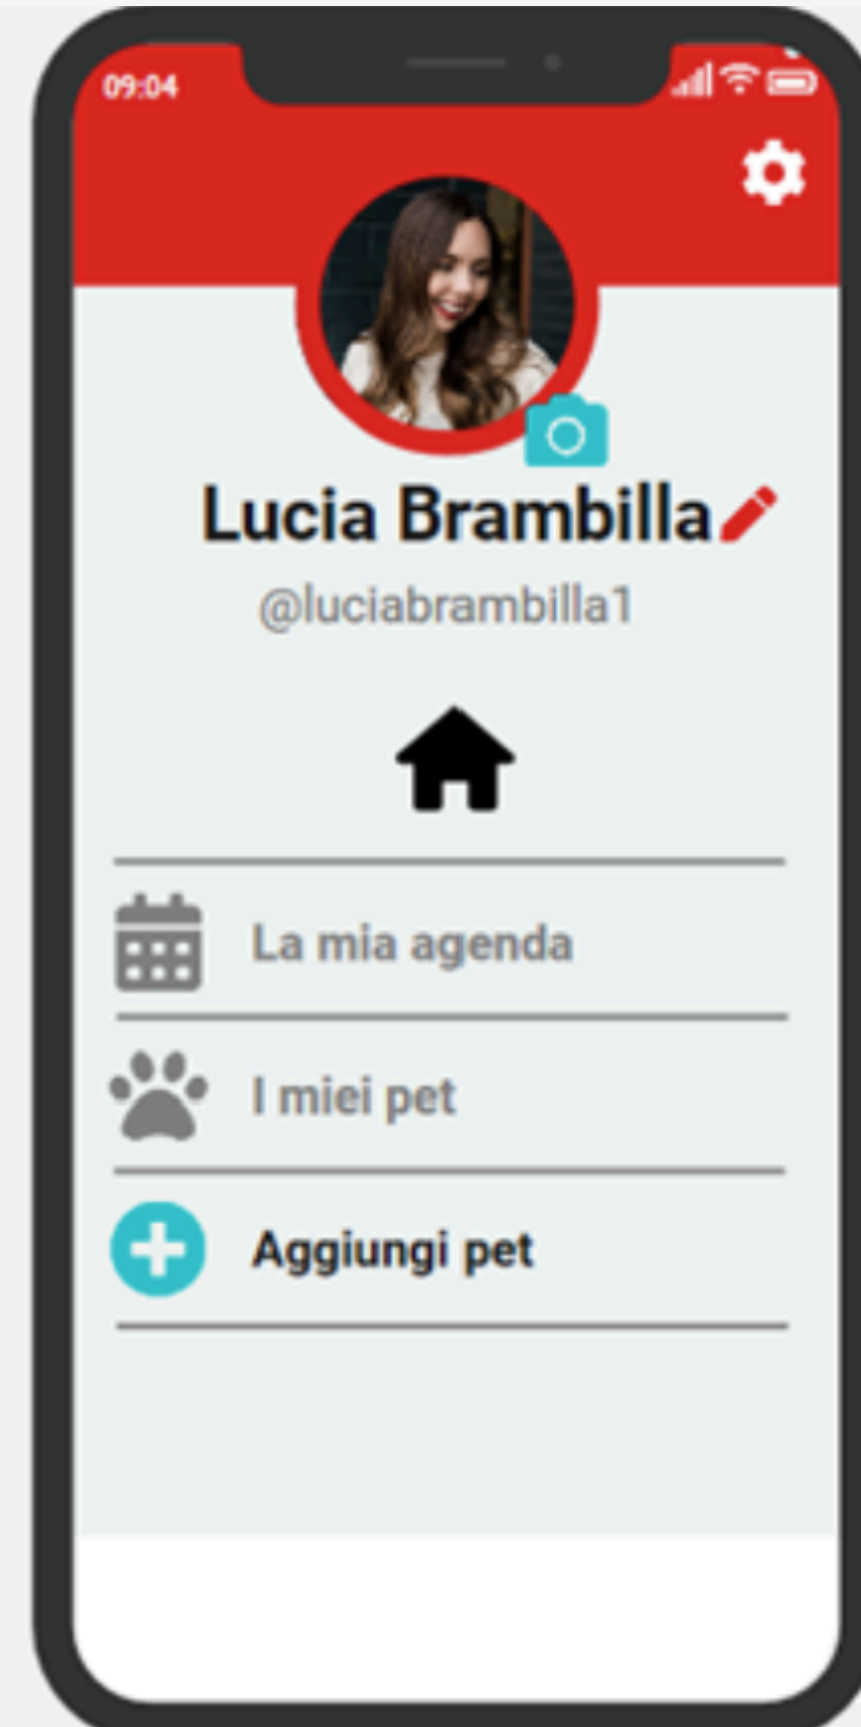 09:04
Lucia Brambilla
@luciabrambilla1
La mia agenda
I miei pet
Aggiungi pet